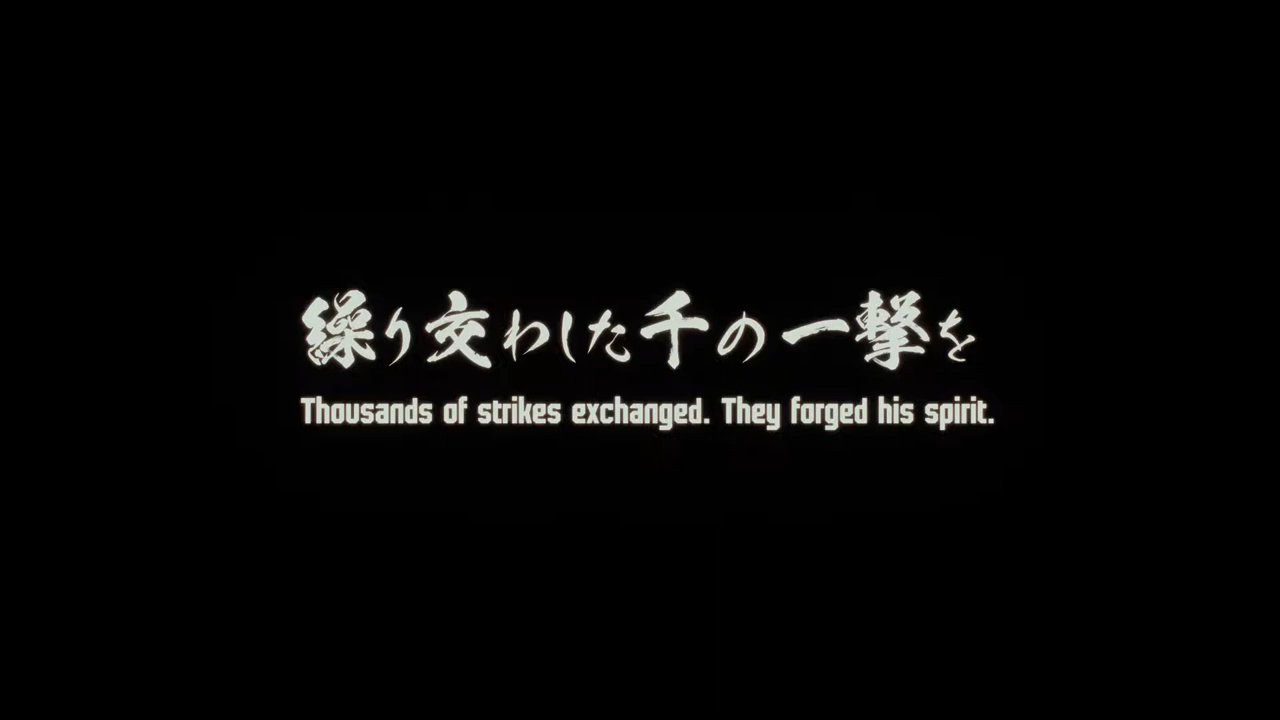 繰り交わした千の一撃を
Thousands of strikes exchanged. They forged his spirit.